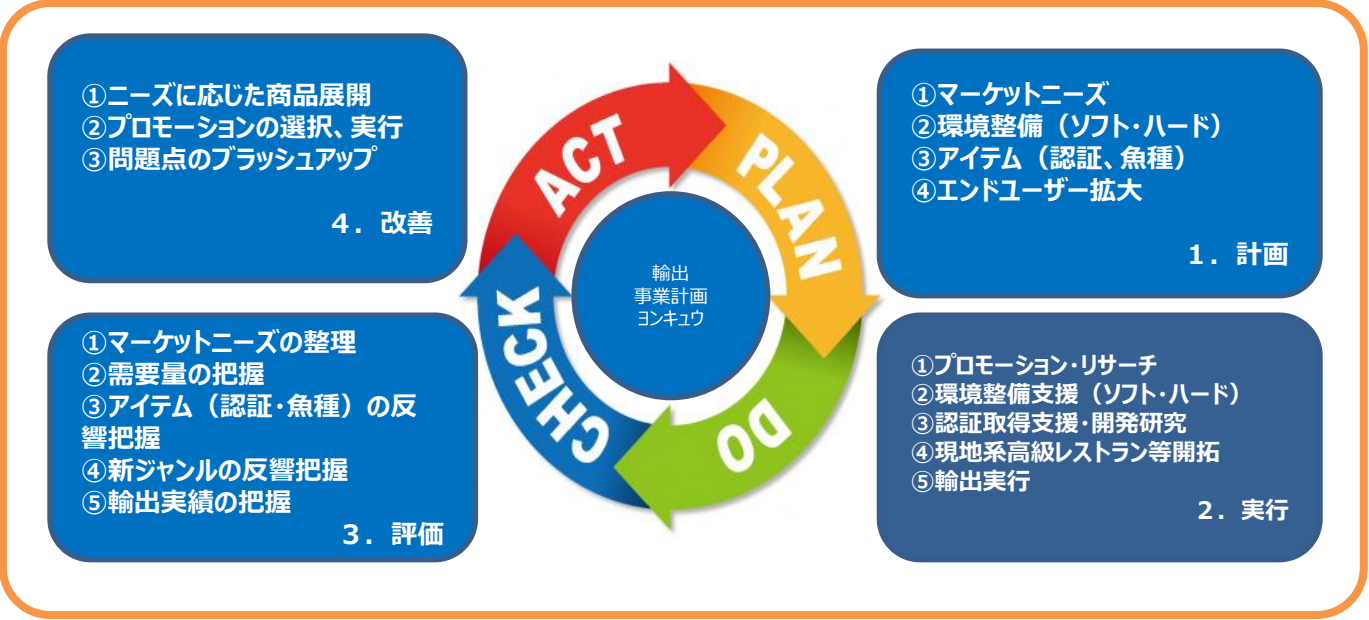 ①ニーズに応じた商品展開
②プロモーションの選択、実行
③問題点のブラッシュアップ
４．改善
①マーケットニーズ
②環境整備（ソフト・ハード）
③アイテム（認証、魚種）
④エンドユーザー拡大
１．計画
ACT
PLAN
DO
CHECK
輸出
事業計画
ヨンキュウ
①マーケットニーズの整理
②需要量の把握
③アイテム（認証・魚種）の反
響把握
④新ジャンルの反響把握
⑤輸出実績の把握
３．評価
①プロモーション・リサーチ
②環境整備支援（ソフト・ハード）
③認証取得支援・開発研究
④現地系高級レストラン等開拓
⑤輸出実行
２．実行